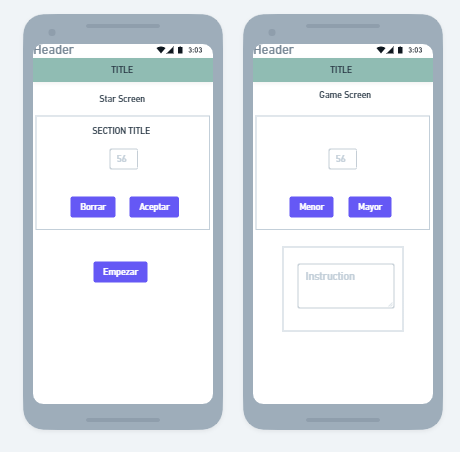 Header
3:03
TITLE
Star Screen
SECTION TITLE
56
Borrar
Aceptar
Empezar
Header
3:03
TITLE
Game Screen
56
Menor
Mayor
Instruction